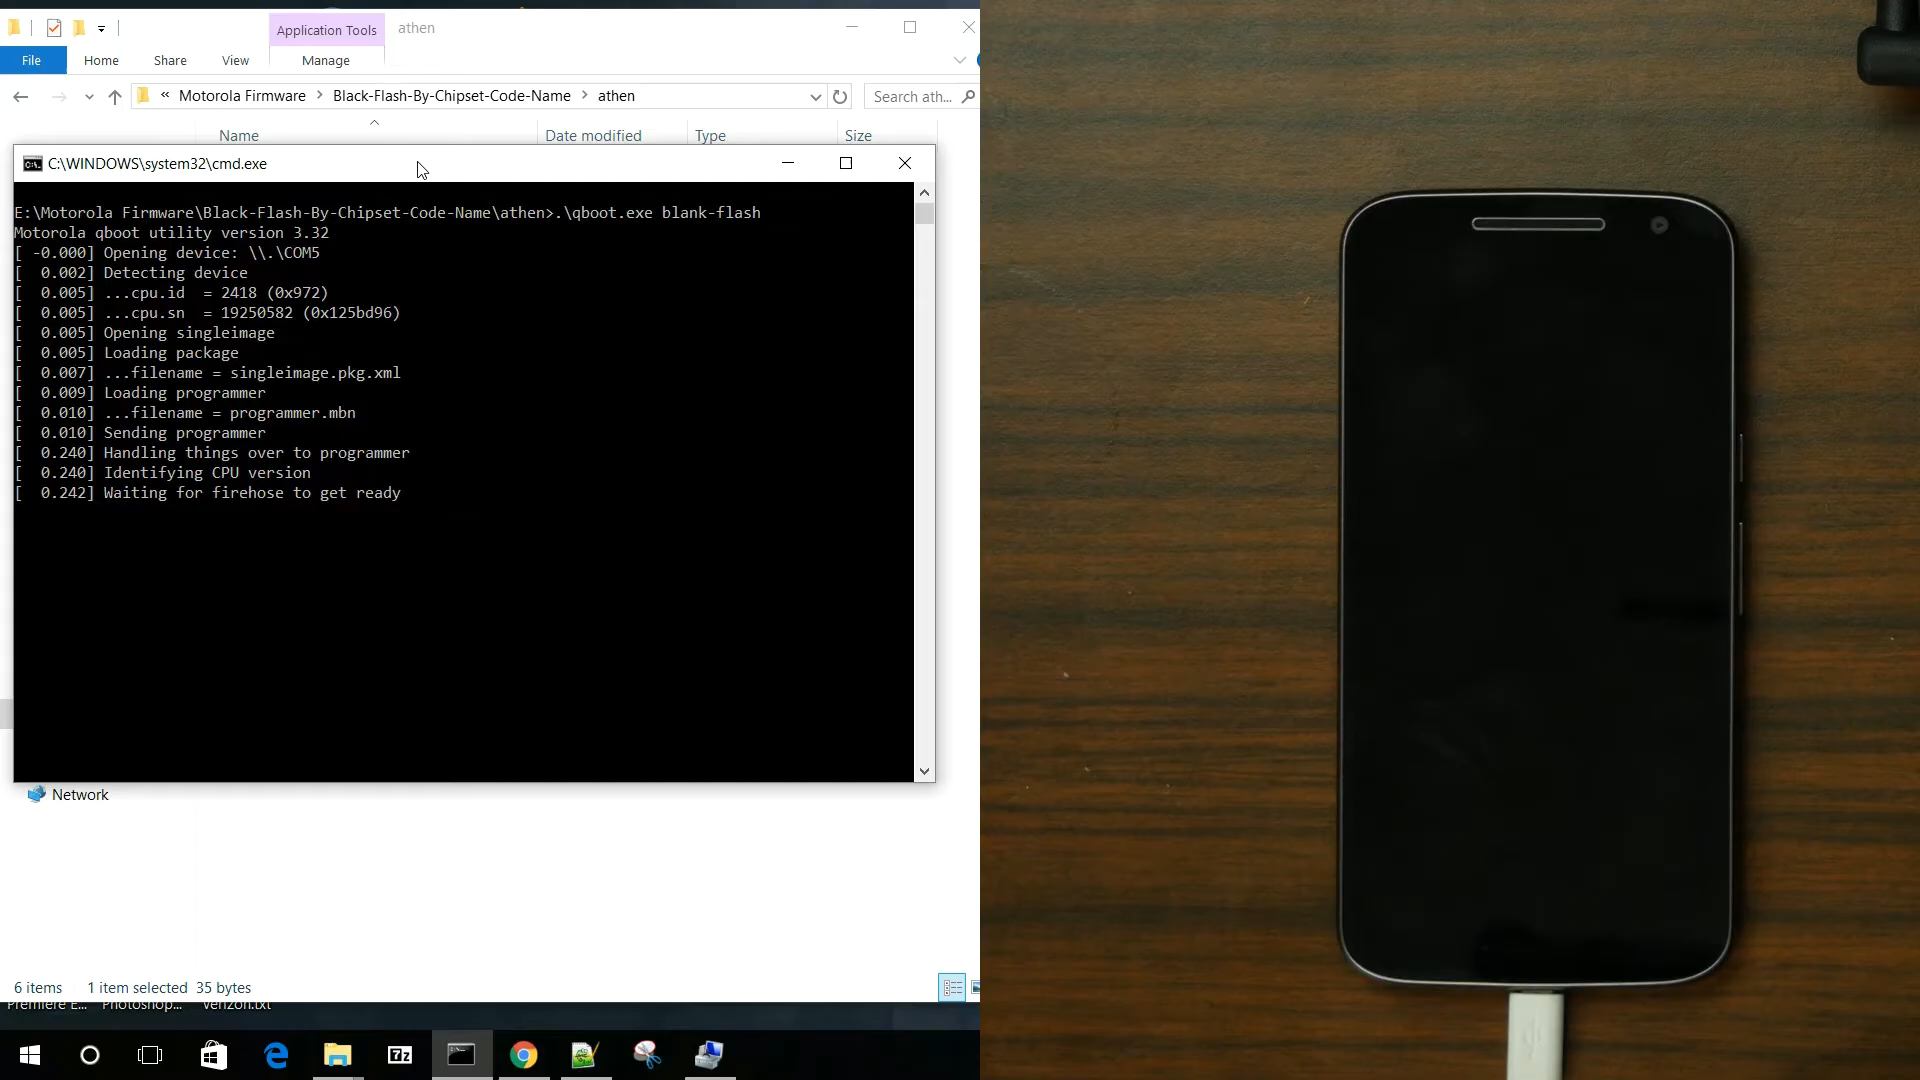 Application Tools
athen
File
Home
Share
View
Manage
« Motorola Firmware > Black-Flash-By-Chipset-Code-Name > athen
Search ath...
Name
Date modified
Type
Size
C:\WINDOWS\system32\cmd.exe
E:\Motorola Firmware\Black-Flash-By-Chipset-Code-Name\athen>.\qboot.exe blank-flash
Motorola qboot utility version 3.32
[ -0.000] Opening device: \\.\COM5
[  0.002] Detecting device
[  0.005] ...cpu.id  = 2418 (0x972)
[  0.005] ...cpu.sn  = 19250582 (0x125bd96)
[  0.005] Opening singleimage
[  0.005] Loading package
[  0.007] ...filename = singleimage.pkg.xml
[  0.009] Loading programmer
[  0.010] ...filename = programmer.mbn
[  0.010] Sending programmer
[  0.240] Handling things over to programmer
[  0.240] Identifying CPU version
[  0.242] Waiting for firehose to get ready
Network
6 items
1 item selected
35 bytes
Premiere E...
Photoshop...
verizon.txt
7z